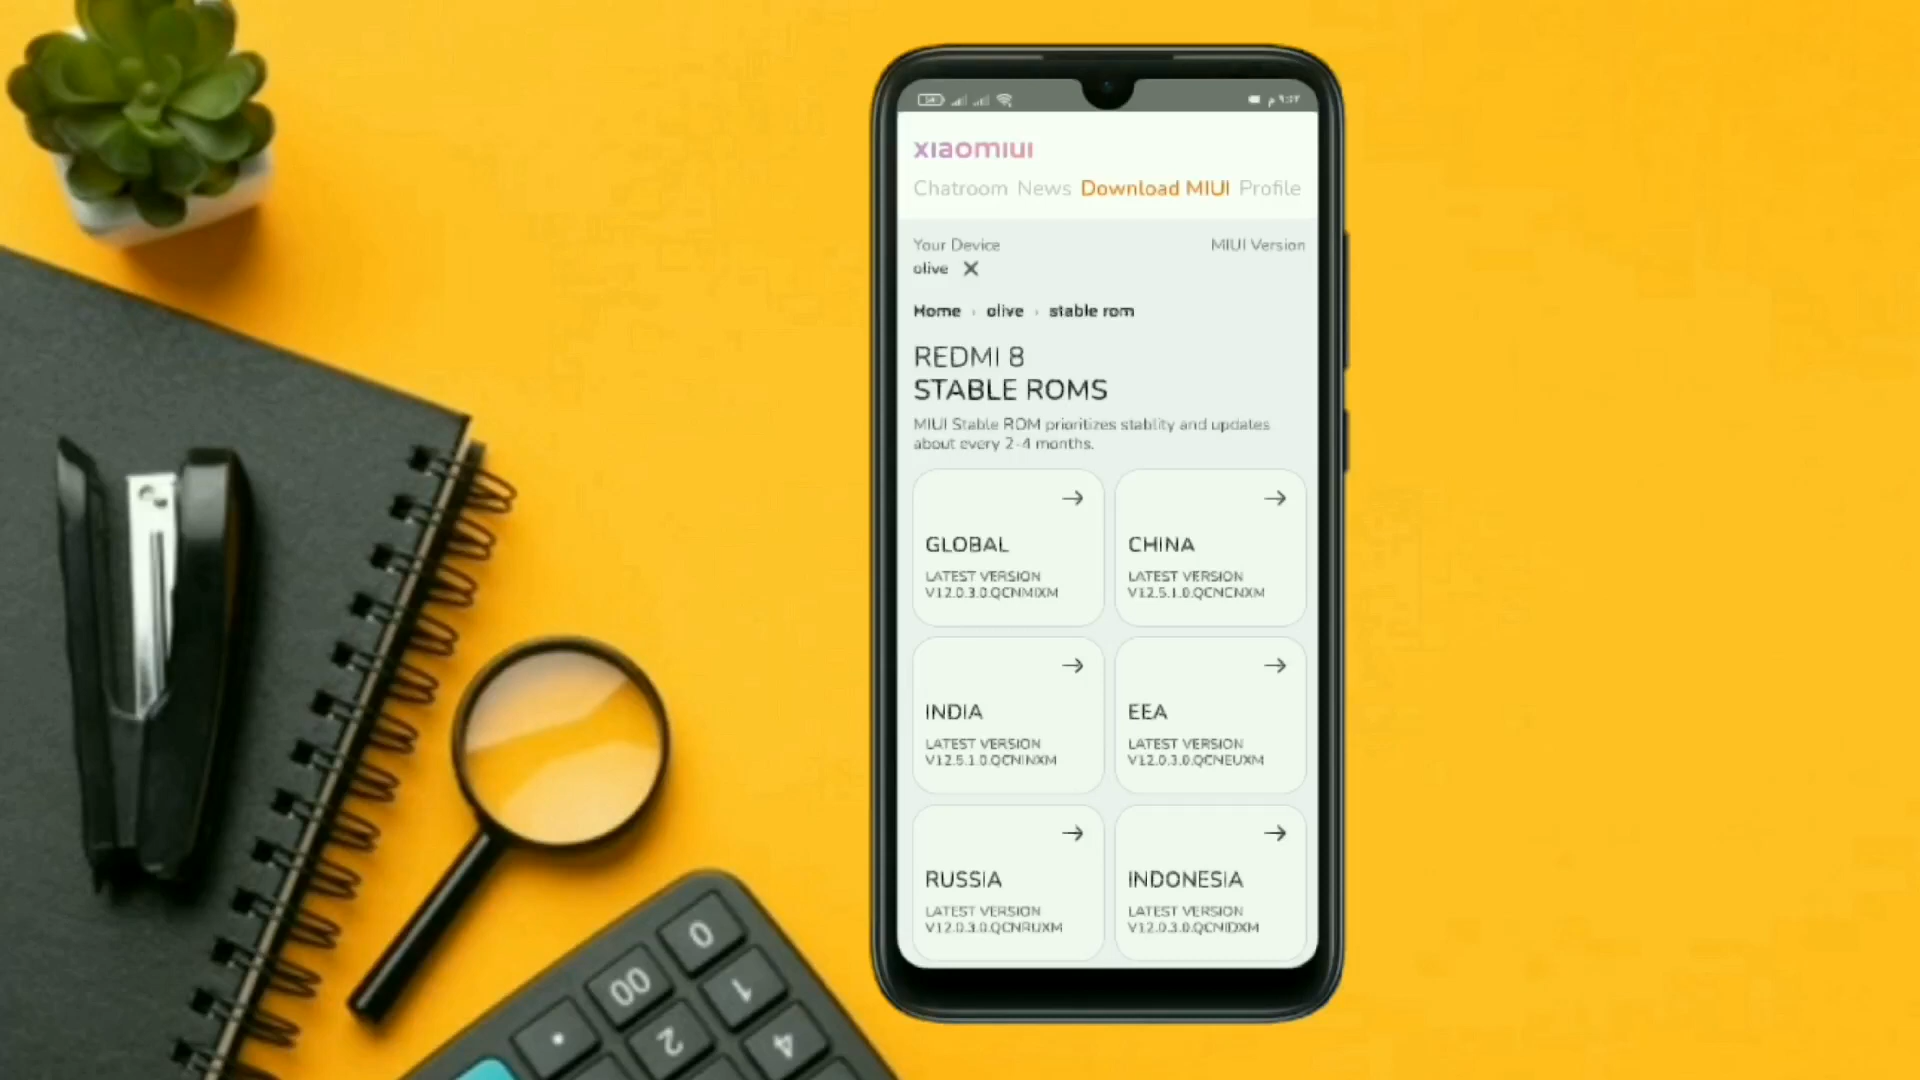 م ٩:١٣
xiaomiui
Chatroom News Download MIUI Profile
Your Device
MIUI Version
olive X
Home › olive › stable rom
REDMI 8
STABLE ROMS
MIUI Stable ROM prioritizes stablity and updates
about every 2-4 months.
GLOBAL
LATEST VERSION
V12.0.3.0.QCNMIXM
CHINA
LATEST VERSION
V12.5.1.0.QCNCNXM
INDIA
LATEST VERSION
V12.5.1.0.QCNINXM
EEA
LATEST VERSION
V12.0.3.0.QCNEUXM
RUSSIA
LATEST VERSION
V12.0.3.0.QCNRUXM
INDONESIA
LATEST VERSION
V12.0.3.0.QCNIDXM
0
00
1
.
2
4